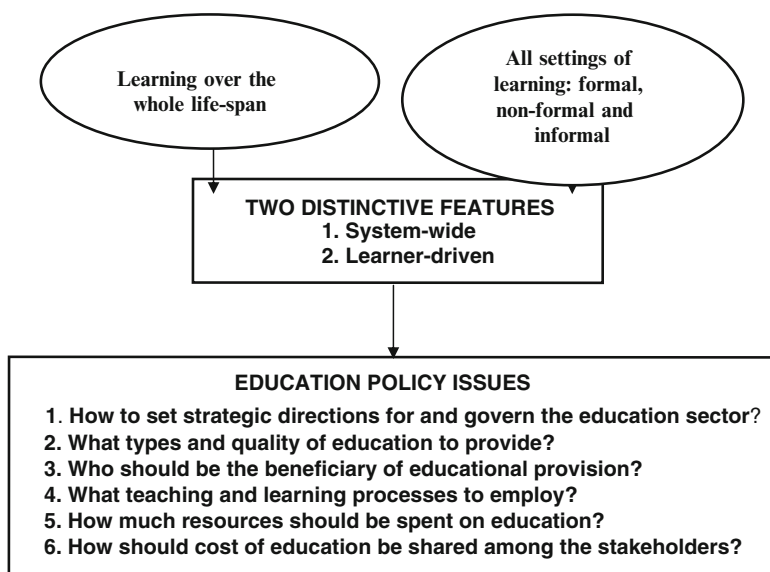 Learning over the
whole life-span
All settings of
learning: formal,
non-formal and
informal
TWO DISTINCTIVE FEATURES
1. System-wide
2. Learner-driven
EDUCATION POLICY ISSUES
1. How to set strategic directions for and govern the education sector?
2. What types and quality of education to provide?
3. Who should be the beneficiary of educational provision?
4. What teaching and learning processes to employ?
5. How much resources should be spent on education?
6. How should cost of education be shared among the stakeholders?